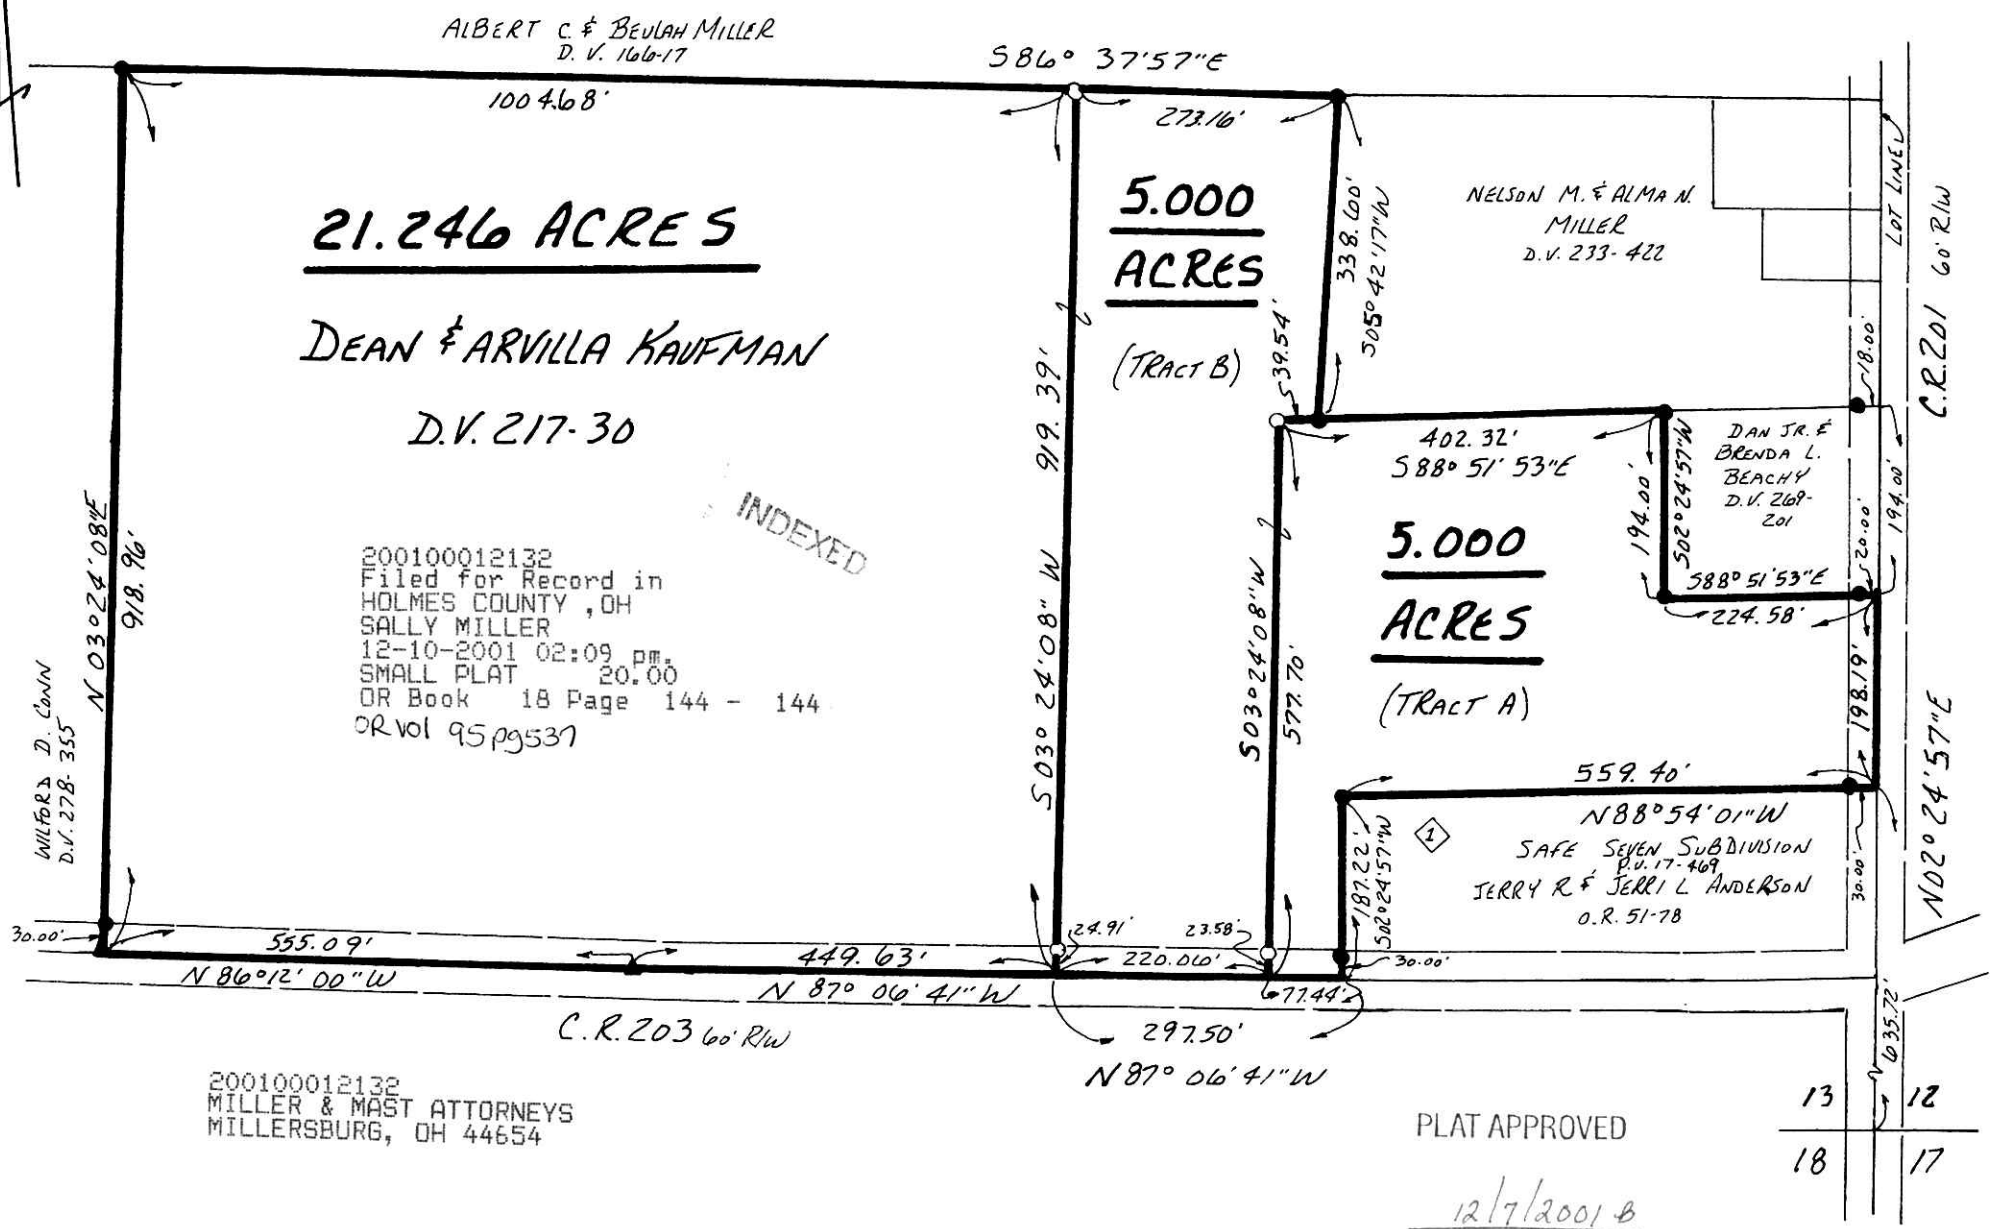 ALBERT C. & BEULAH MILLER
D.V. 166-17
S86° 37'57"E
1004.68'
273.16'
21.246 ACRES
DEAN & ARVILLA KAUFMAN
D.V. 217-30
INDEXED
200100012132
Filed for Record in
HOLMES COUNTY ,OH
SALLY MILLER
12-10-2001 02:09 pm.
SMALL PLAT 20.00
OR Book 18 Page 144 - 144
OR Vol 95 pg 537
N 03°24'08"E
918.96'
WILFORD D. CONN
D.V. 278-355
30.00'
555.09'
N 86°12'00"W
449.63'
N 87° 06'41"W
C.R. 203 60' R/W
919.39'
S 03° 24'08" W
5.000
ACRES
(TRACT B)
338.60'
S05°42'17"W
39.54'
NELSON M. & ALMA N.
MILLER
D.V. 233-422
LOT LINE
C.R. 201 60' R/W
18.00'
402.32'
S88° 51' 53"E
194.00'
S02°24'57"W
DAN JR. &
BRENDA L.
BEACHY
D.V. 269-
201
20.00'
194.00'
S88°51'53"E
224.58'
5.000
ACRES
(TRACT A)
S03°24'08"W
577.70'
198.19'
559.40'
N88°54'01"W
1
SAFE SEVEN SUBDIVISION
P.V. 17-469
JERRY R & JERRI L ANDERSON
O.R. 51-78
187.22'
S02°24'57"W
30.00'
30.00'
N02° 24'57"E
24.91'
23.58'
220.06'
77.44'
297.50'
N 87° 06' 41"W
635.72'
200100012132
MILLER & MAST ATTORNEYS
MILLERSBURG, OH 44654
PLAT APPROVED
12/7/2001 B
13 12
18 17